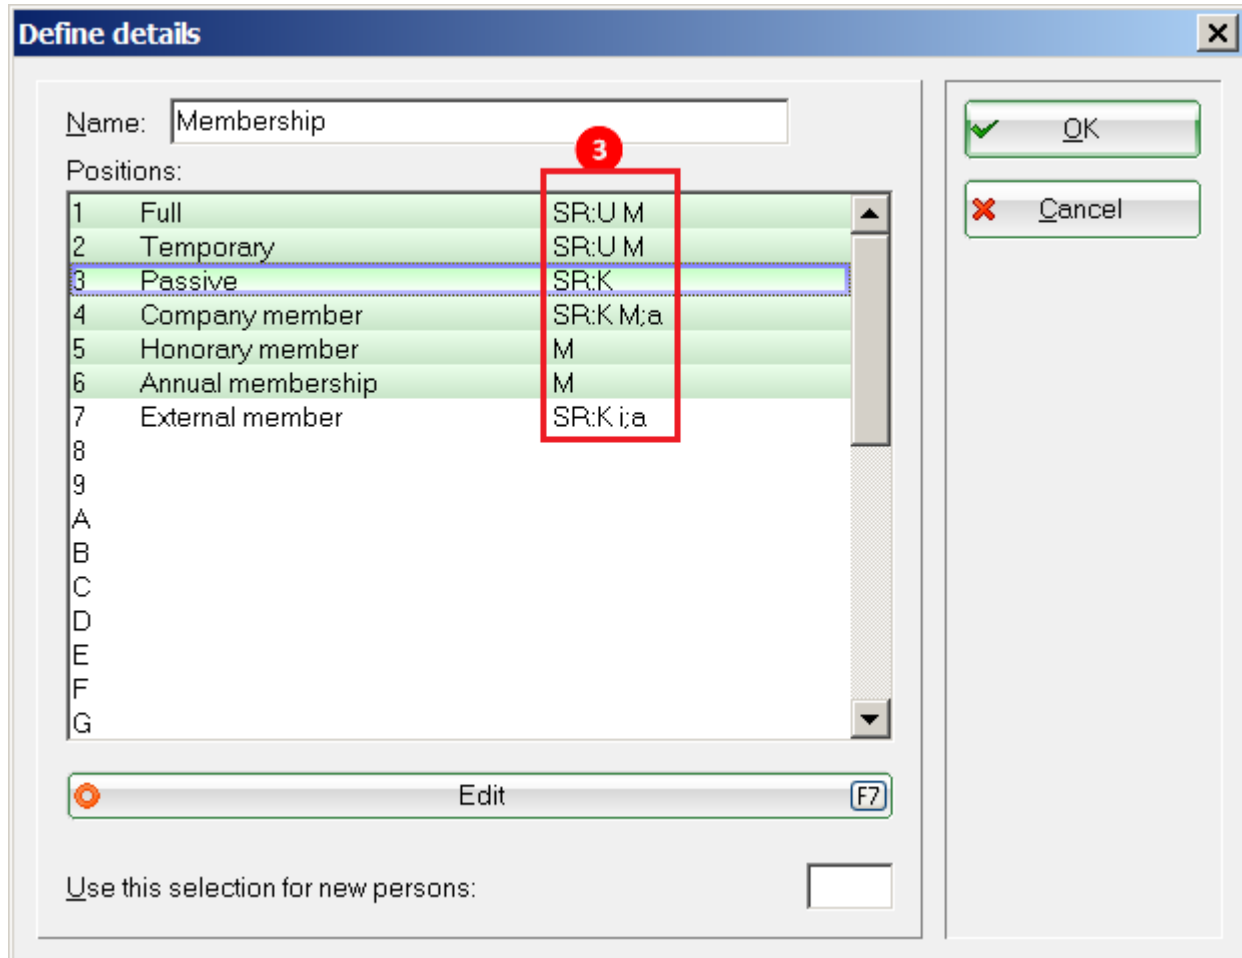 Define details
Name: Membership
OK
3
Positions:
1 Full SR:U M
Cancel
2 Temporary SR:U M
3 Passive SR:K
4 Company member SR:K M;a
5 Honorary member M
6 Annual membership M
7 External member SR:K i;a
8
9
A
B
C
D
E
F
G
Edit F7
Use this selection for new persons: